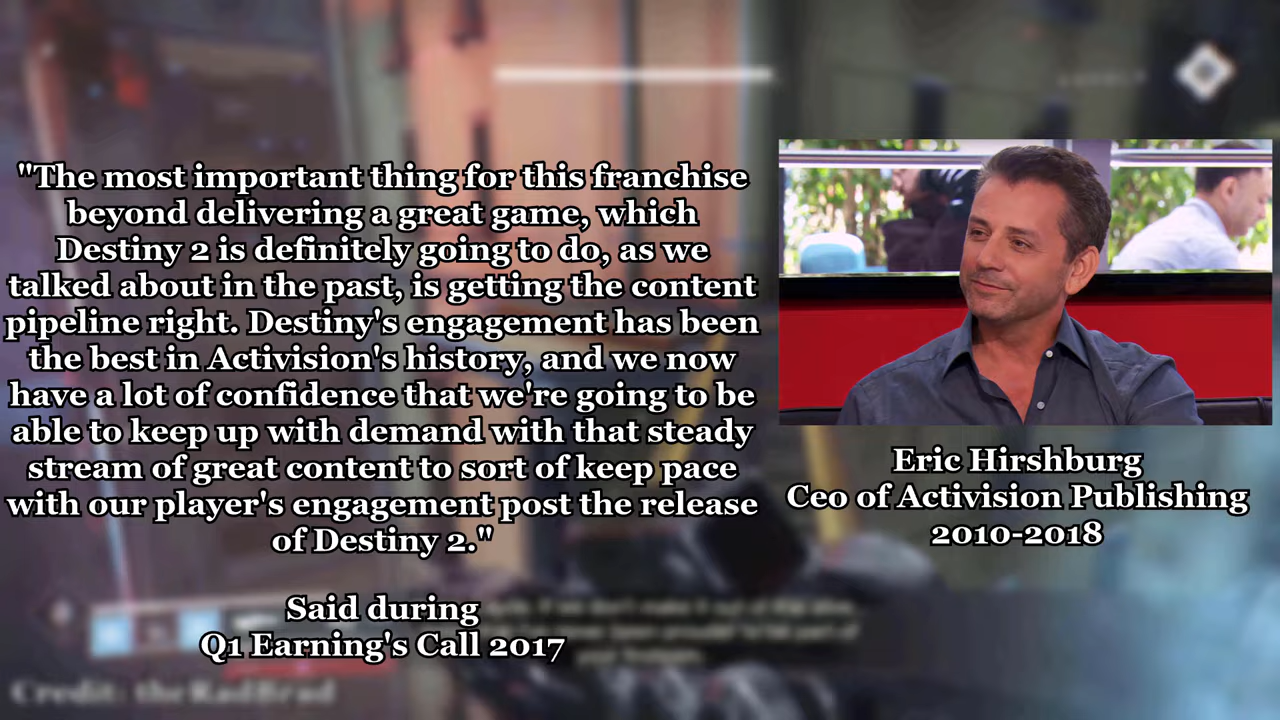 "The most important thing for this franchise
beyond delivering a great game, which
Destiny 2 is definitely going to do, as we
talked about in the past, is getting the content
pipeline right. Destiny's engagement has been
the best in Activision's history, and we now
have a lot of confidence that we're going to be
able to keep up with demand with that steady
stream of great content to sort of keep pace
with our player's engagement post the release
of Destiny 2."
Said during
Q1 Earning's Call 2017
Eric Hirshburg
Ceo of Activision Publishing
2010-2018
Credit: theRadBrad